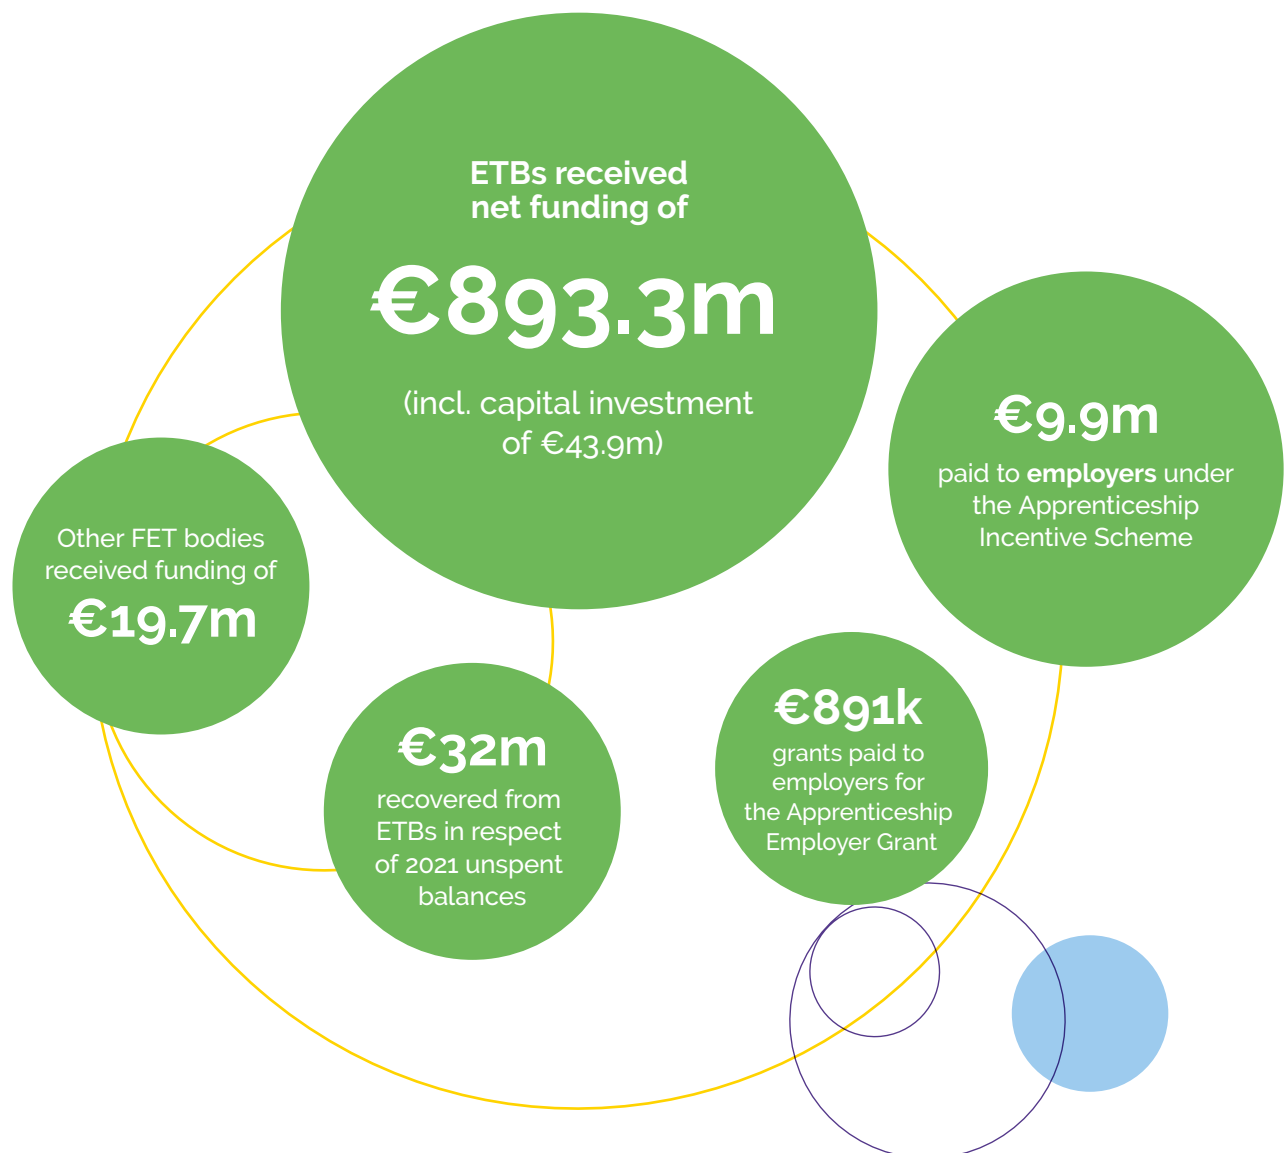 ETBs received
net funding of
€893.3m
(incl. capital investment
of €43.9m)
€9.9m
paid to employers under
the Apprenticeship
Incentive Scheme
Other FET bodies
received funding of
€19.7m
€32m
recovered from
ETBs in respect
of 2021 unspent
balances
€891k
grants paid to
employers for
the Apprenticeship
Employer Grant